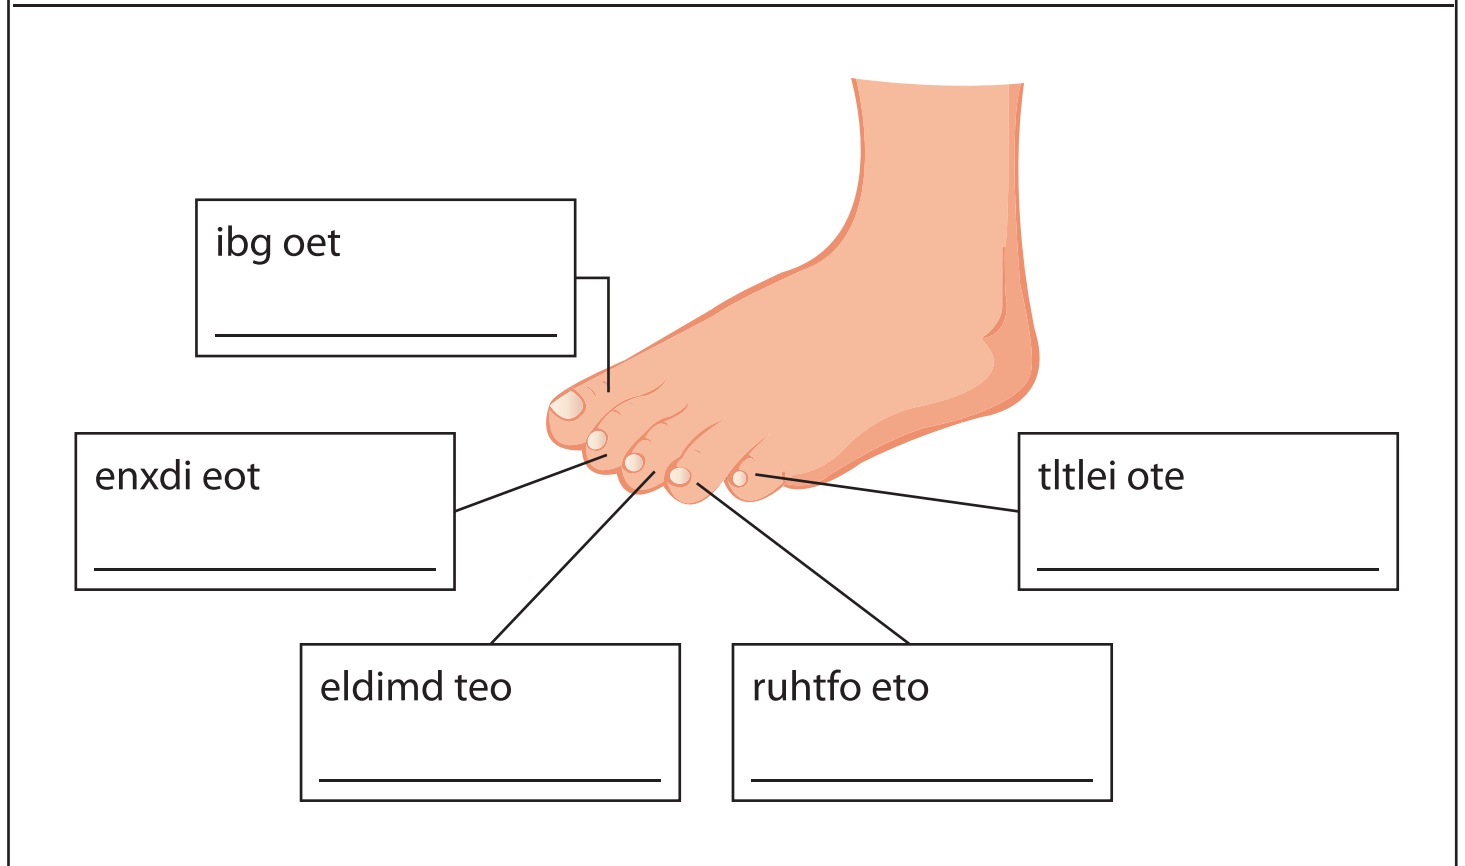 ibg oet
enxdi eot
tltlei ote
eldimd teo
ruhtfo eto